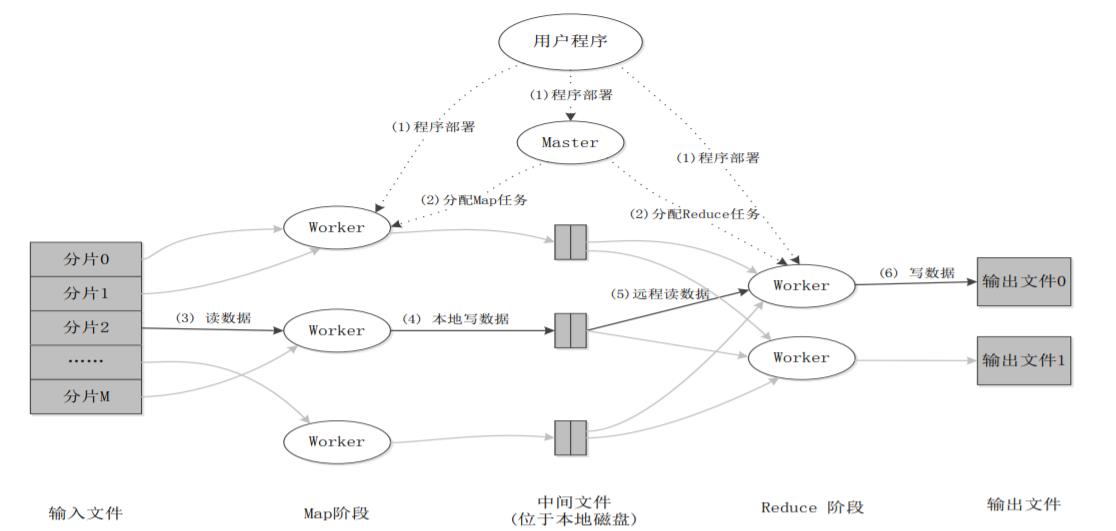 用户程序
(1)程序部署
(1)程序部署
Master
(1)程序部署
(2)分配Map任务
(2)分配Reduce任务
Worker
分片0
分片1
分片2
……
分片M
(3) 读数据
Worker
(4) 本地写数据
Worker
(5)远程读数据
Worker
(6) 写数据
输出文件0
Worker
输出文件1
输入文件
Map阶段
中间文件
(位于本地磁盘)
Reduce 阶段
输出文件